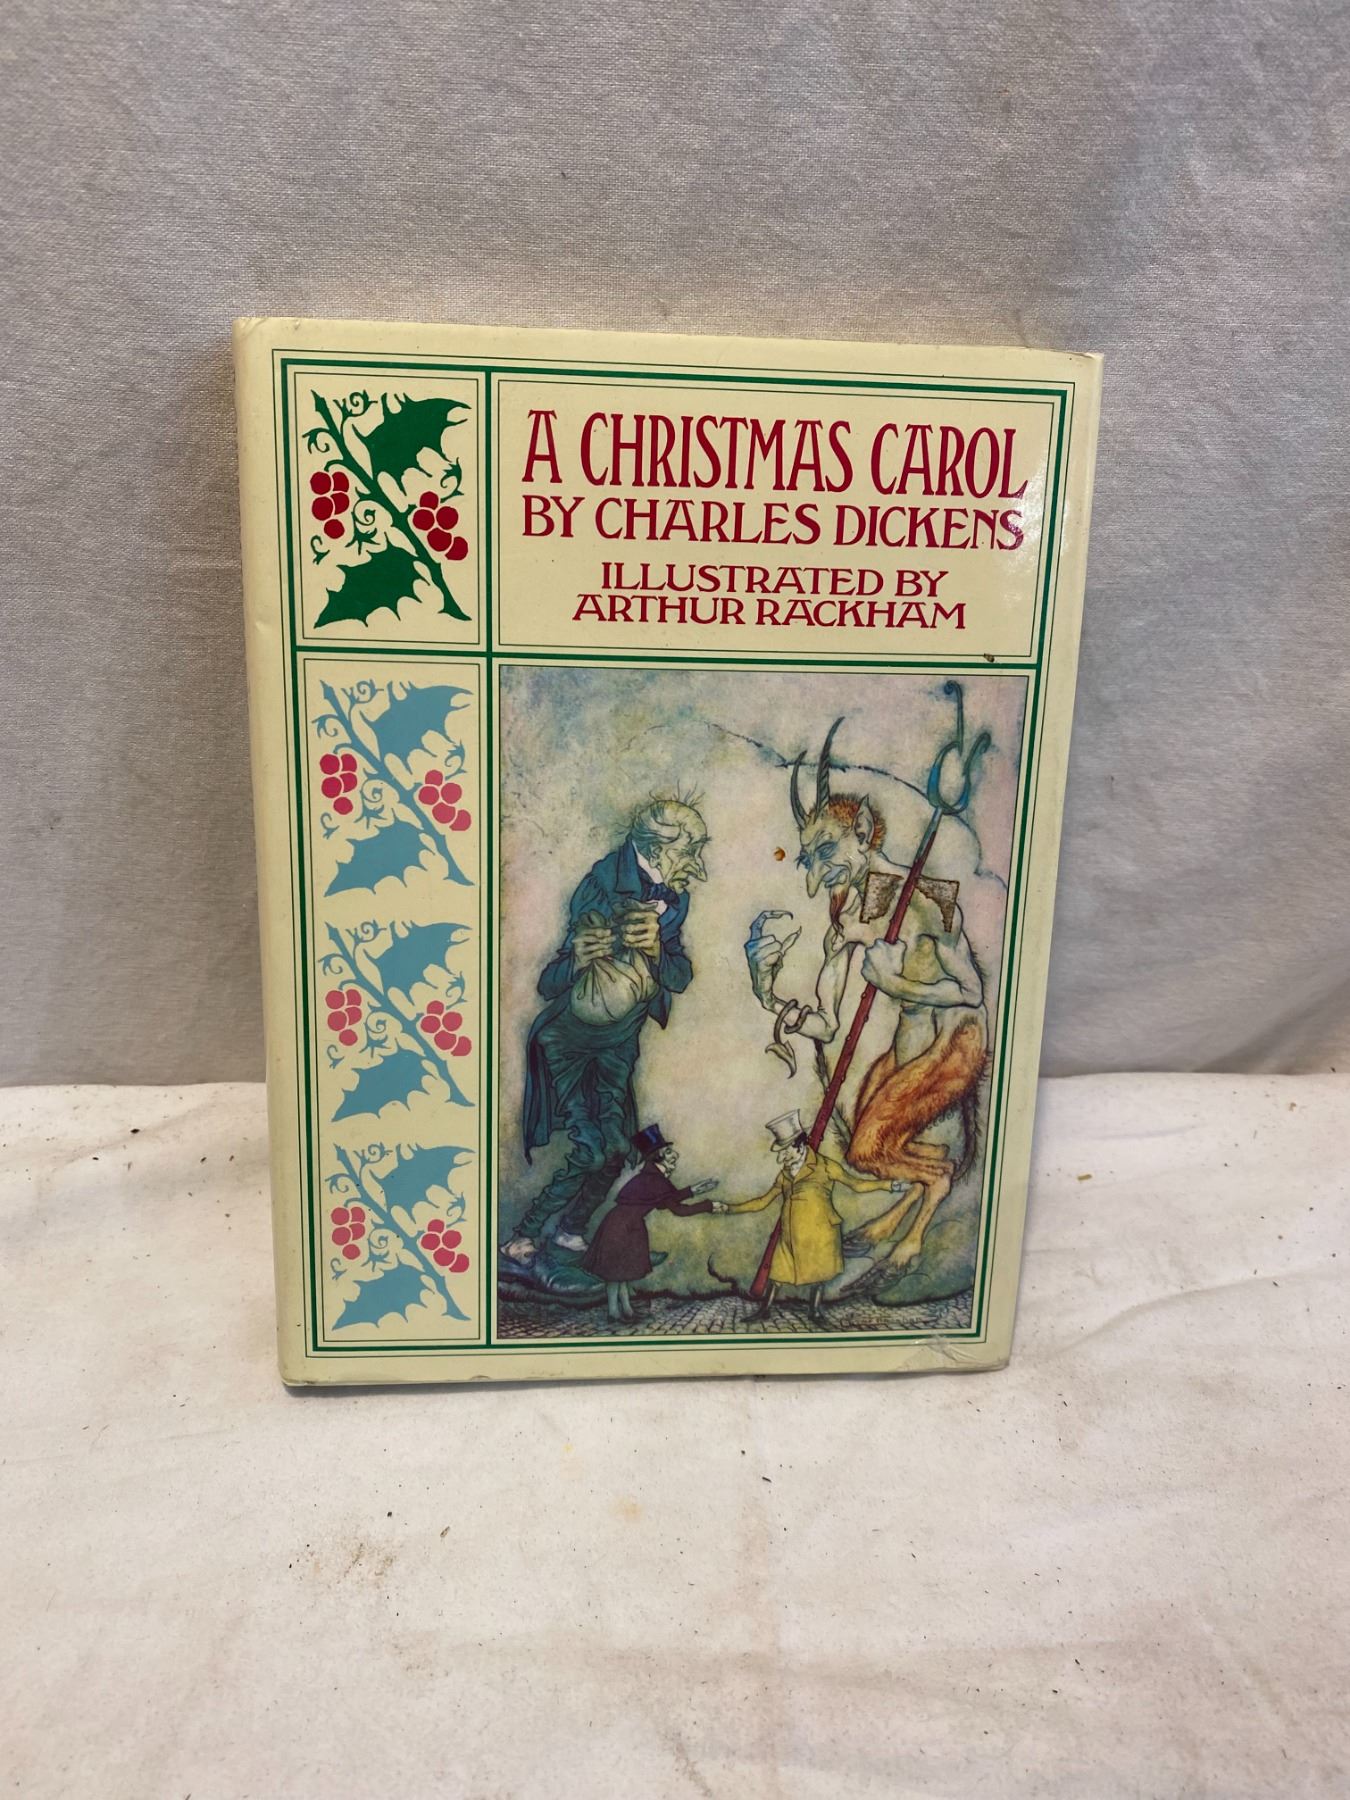 A CHRISTMAS CAROL
BY CHARLES DICKENS
ILLUSTRATED BY
ARTHUR RACKHAM